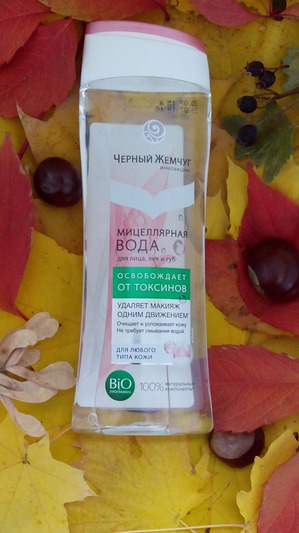 ЧЕРНЫЙ ЖЕМЧУГ
ИННОВАЦИИ
МИЦЕЛЛЯРНАЯ
ВОДА
для лица, век и губ
ОСВОБОЖДАЕТ
ОТ ТОКСИНОВ
УДАЛЯЕТ МАКИЯЖ
ОДНИМ ДВИЖЕНИЕМ
Очищает и успокаивает кожу
Не требует смывания водой
ДЛЯ ЛЮБОГО
ТИПА КОЖИ
BiO
ПРОГРАММА
100% натуральные
компоненты